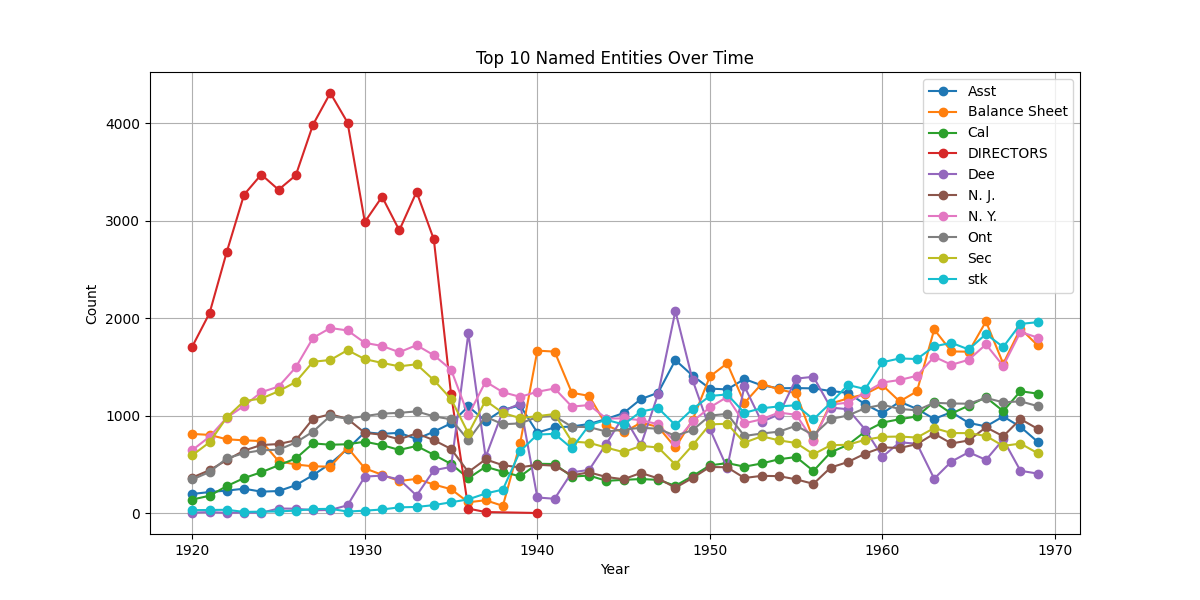 Top 10 Named Entities Over Time
Count
4000
3000
2000
1000
0
Asst
Balance Sheet
Cal
DIRECTORS
Dee
N. J.
N. Y.
Ont
Sec
stk
1920 1930 1940 1950 1960 1970
Year